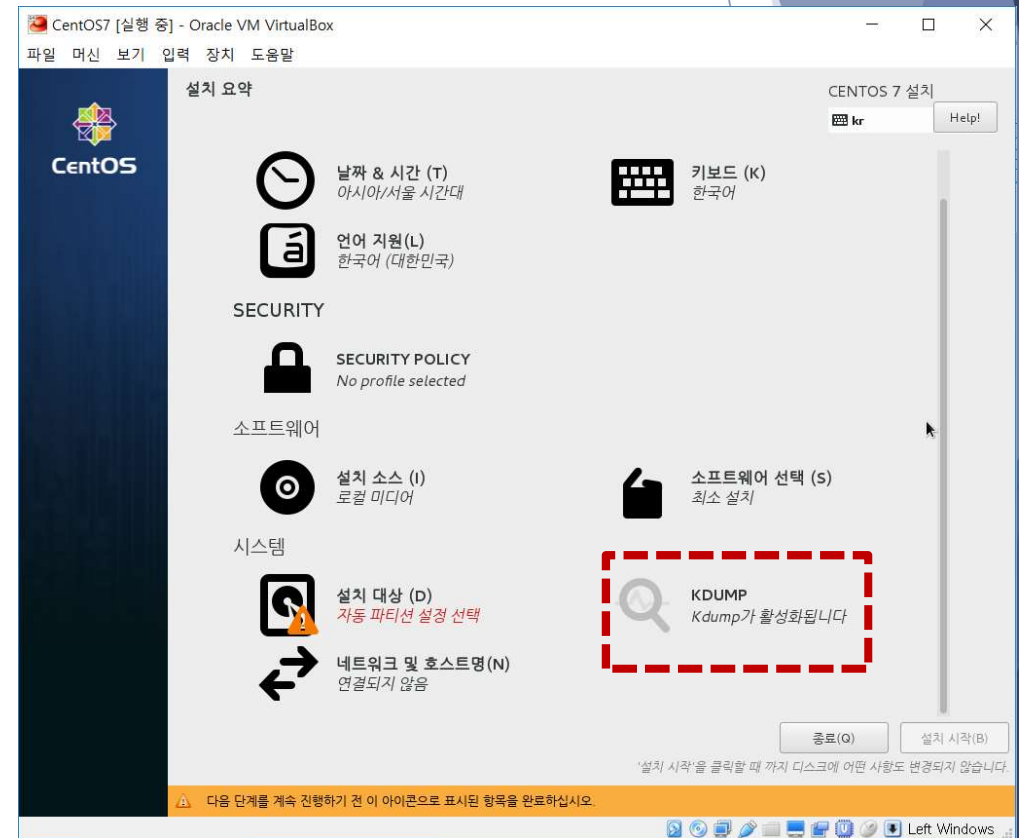 CentOS7 [실행 중] - Oracle VM VirtualBox
파일 머신 보기 입력 장치 도움말
설치 요약
CENTOS 7 설치
kr
Help!
CentOS
날짜 & 시간 (T)
아시아/서울 시간대
키보드 (K)
한국어
언어 지원(L)
한국어 (대한민국)
SECURITY
SECURITY POLICY
No profile selected
소프트웨어
설치 소스 (I)
로컬 미디어
소프트웨어 선택 (S)
최소 설치
시스템
설치 대상 (D)
자동 파티션 설정 선택
KDUMP
Kdump가 활성화됩니다
네트워크 및 호스트명(N)
연결되지 않음
종료(Q)
설치 시작(B)
'설치 시작'을 클릭할 때 까지 디스크에 어떤 사항도 변경되지 않습니다.
다음 단계를 계속 진행하기 전 이 아이콘으로 표시된 항목을 완료하십시오.
Left Windows